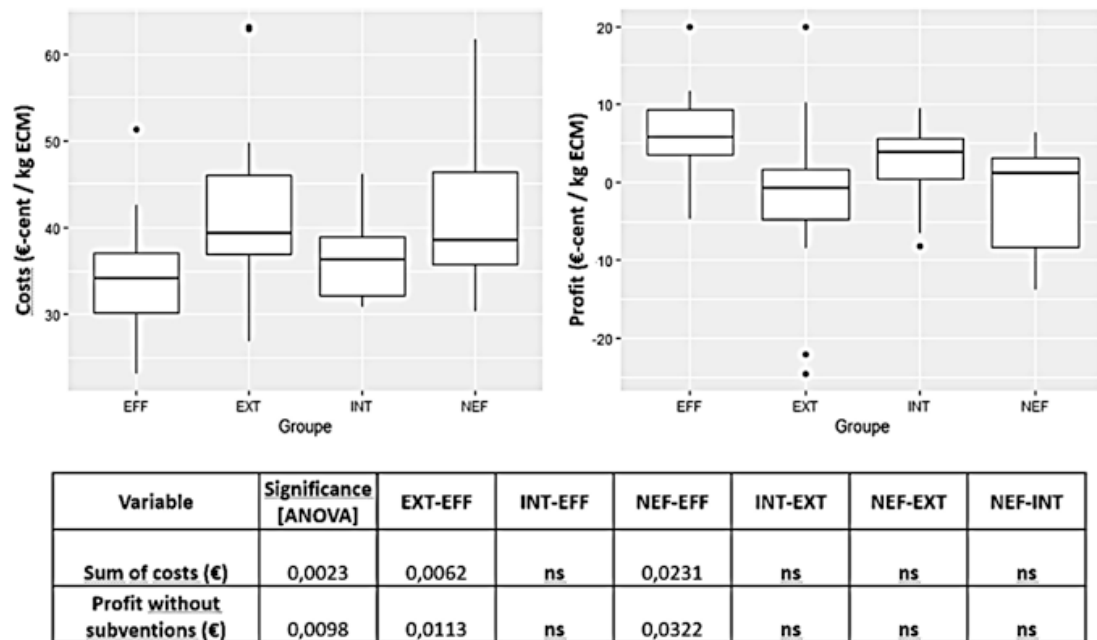 60
50
40
30
Costs (€-cent / kg ECM)
EFF EXT INT NEF
Groupe
20
10
0
-10
-20
Profit (€-cent / kg ECM)
EFF EXT INT NEF
Groupe
Variable Significance [ANOVA] EXT-EFF INT-EFF NEF-EFF INT-EXT NEF-EXT NEF-INT
Sum of costs (€) 0,0023 0,0062 ns 0,0231 ns ns ns
Profit without
subventions (€) 0,0098 0,0113 ns 0,0322 ns ns ns